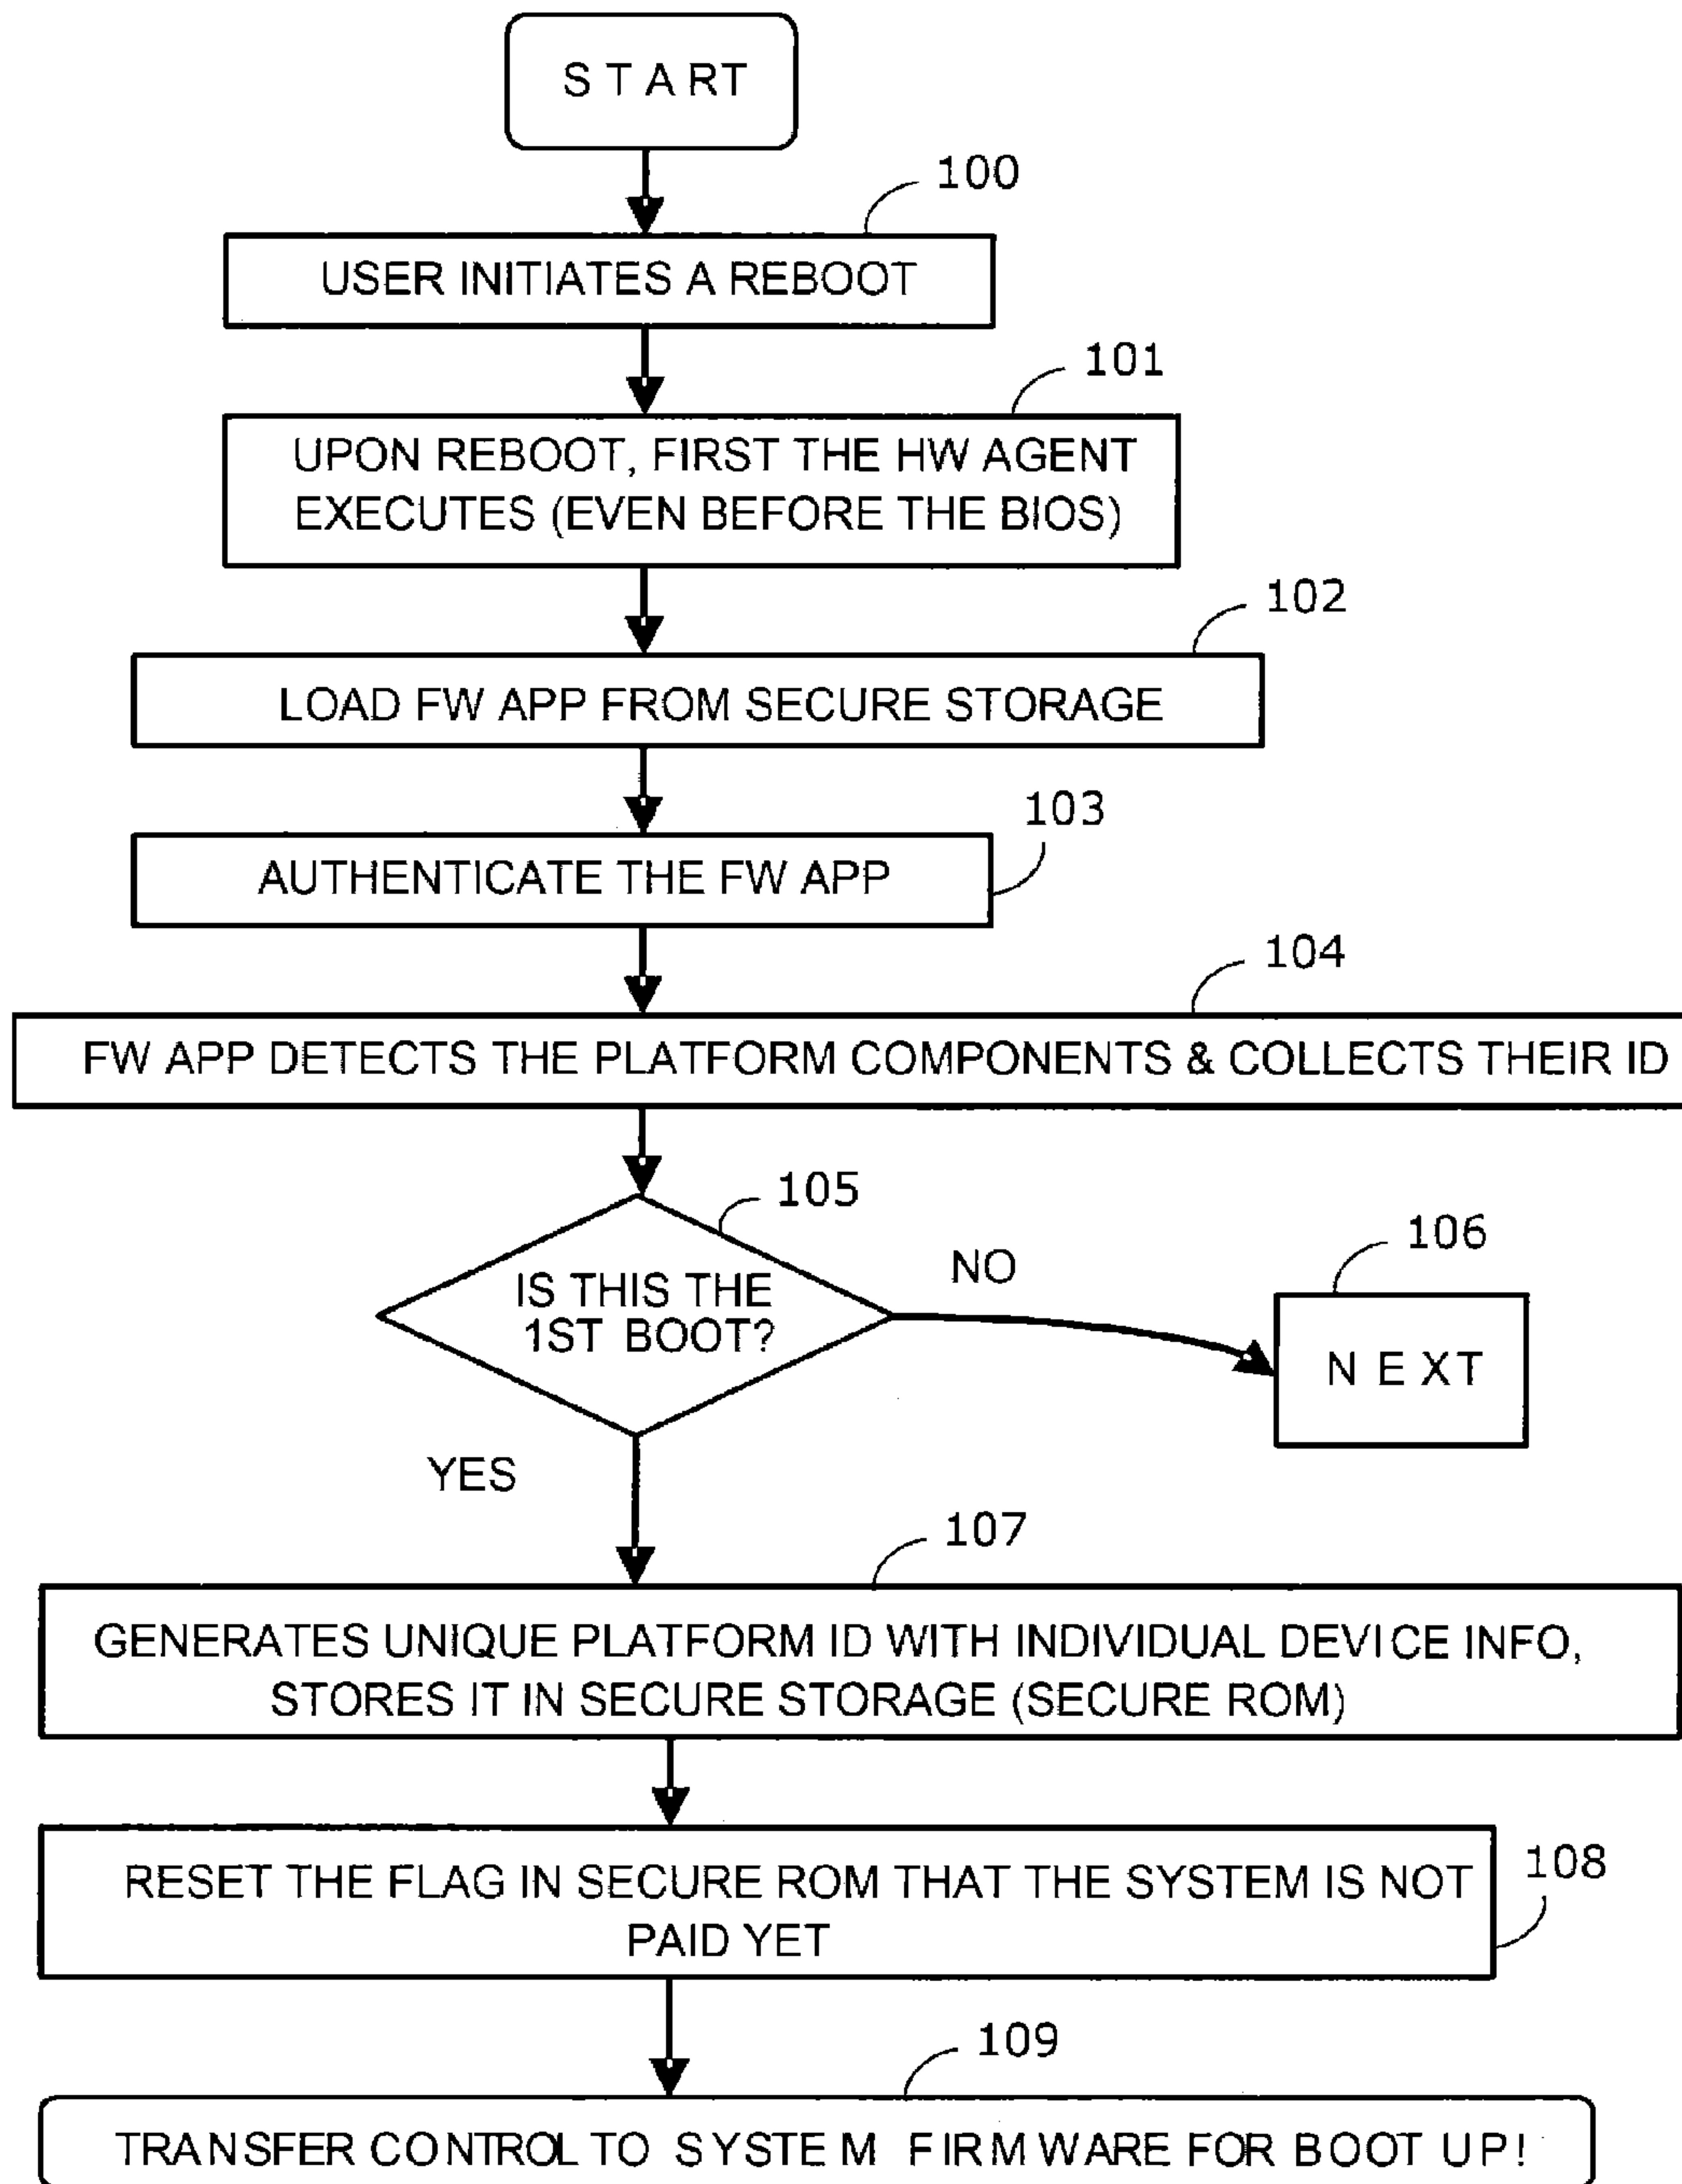 START
100
USER INITIATES A REBOOT
101
UPON REBOOT, FIRST THE HW AGENT
EXECUTES (EVEN BEFORE THE BIOS)
102
LOAD FW APP FROM SECURE STORAGE
103
AUTHENTICATE THE FW APP
104
FW APP DETECTS THE PLATFORM COMPONENTS & COLLECTS THEIR ID
105
IS THIS THE
1ST BOOT?
NO
106
NEXT
YES
107
GENERATES UNIQUE PLATFORM ID WITH INDIVIDUAL DEVICE INFO,
STORES IT IN SECURE STORAGE (SECURE ROM)
108
RESET THE FLAG IN SECURE ROM THAT THE SYSTEM IS NOT
PAID YET
109
TRANSFER CONTROL TO SYSTEM FIRMWARE FOR BOOT UP!